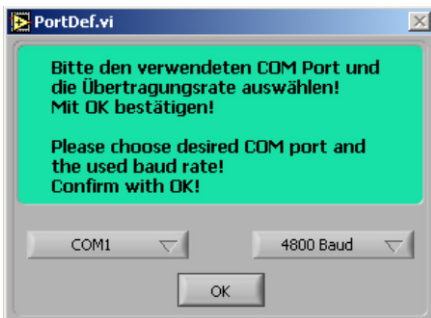 PortDef.vi
Bitte den verwendeten COM Port und
die Übertragungsrate auswählen!
Mit OK bestätigen!
Please choose desired COM port and
the used baud rate!
Confirm with OK!
COM1
4800 Baud
OK